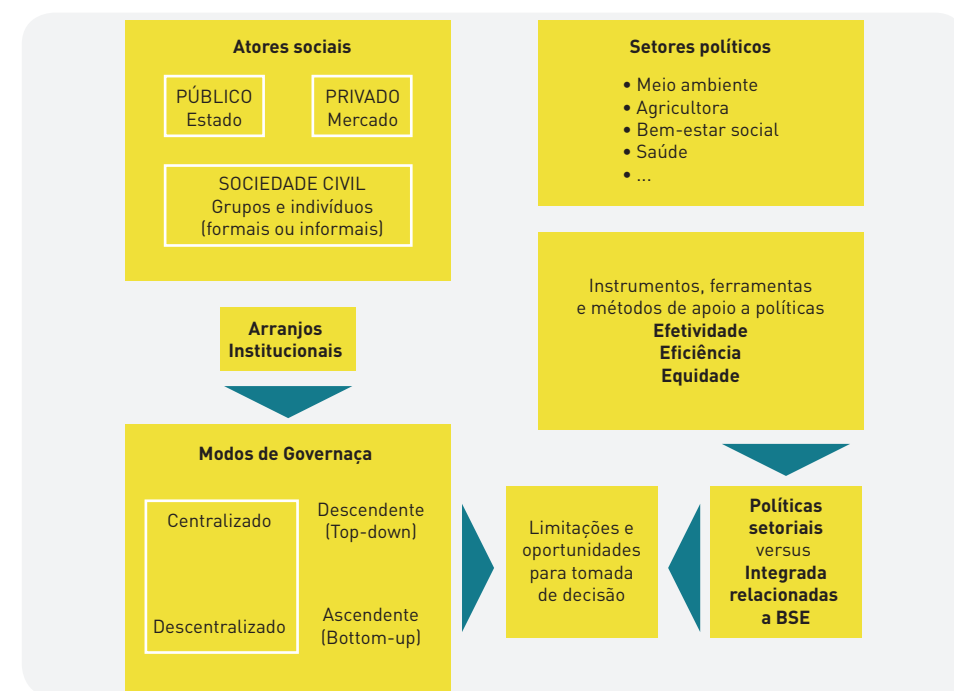 Atores sociais
PÚBLICO
Estado
PRIVADO
Mercado
SOCIEDADE CIVIL
Grupos e indivíduos
(formais ou informais)
Arranjos
Institucionais
Modos de Governaça
Centralizado
Descendente
(Top-down)
Descentralizado
Ascendente
(Bottom-up)
Setores políticos
• Meio ambiente
• Agricultora
• Bem-estar social
• Saúde
• ...
Instrumentos, ferramentas
e métodos de apoio a políticas
Efetividade
Eficiência
Equidade
Políticas
setoriais
versus
Integrada
relacionadas
a BSE
Limitações e
oportunidades
para tomada
de decisão